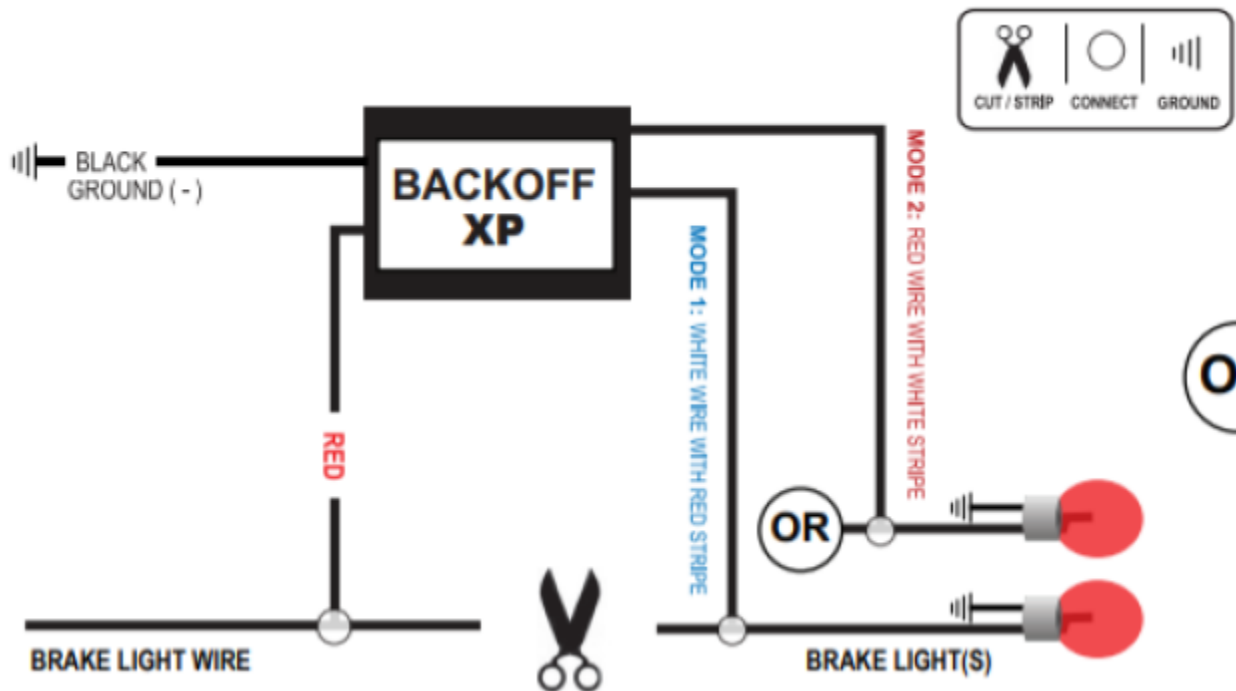 CUT / STRIP CONNECT GROUND
BLACK
GROUND ( - )
BACKOFF
XP
MODE 1: WHITE WIRE WITH RED STRIPE
MODE 2: RED WIRE WITH WHITE STRIPE
RED
OR
BRAKE LIGHT WIRE
BRAKE LIGHT(S)